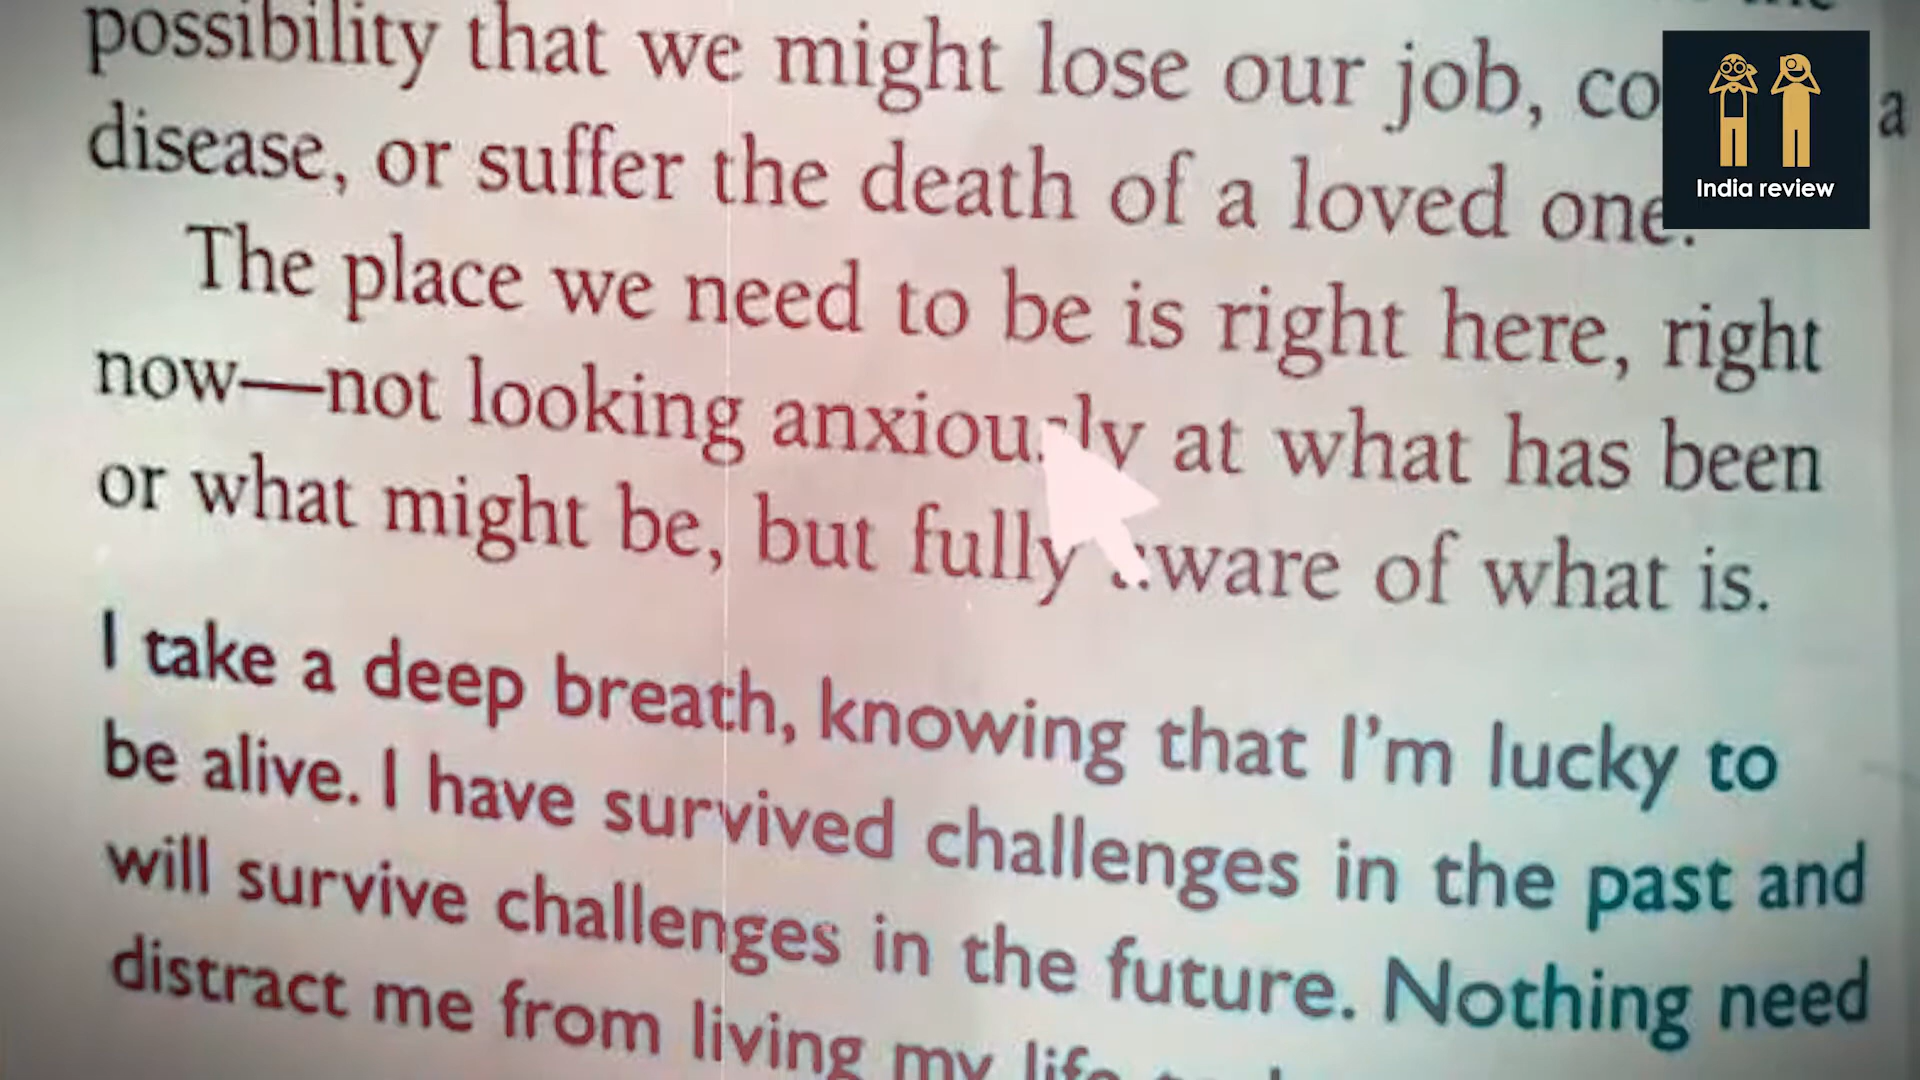 possibility that we might lose our job, a
disease, or suffer the death of a loved one.
The place we need to be is right here, right
now—not looking anxiously at what has been
or what might be, but fully aware of what is.
I take a deep breath, knowing that I'm lucky to
be alive. I have survived challenges in the past and
will survive challenges in the future. Nothing need
distract me from living my life
India review